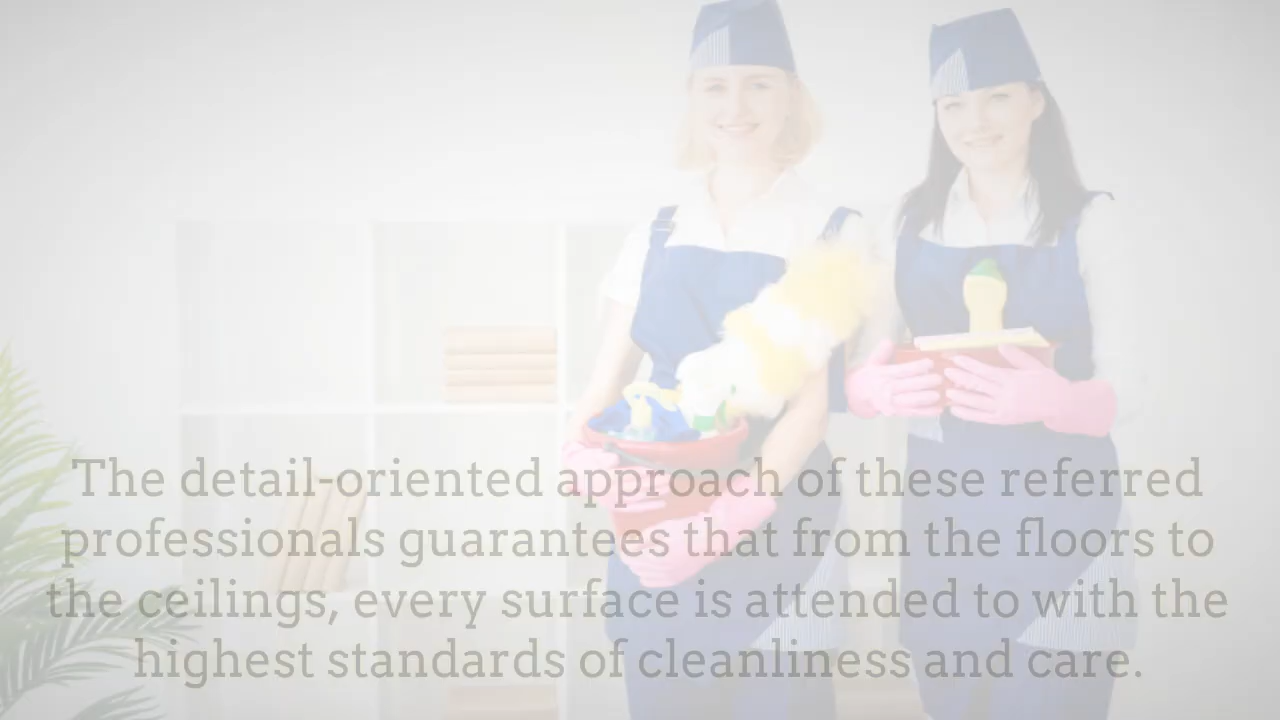 The detail-oriented approach of these referred
professionals guarantees that from the floors to
the ceilings, every surface is attended to with the
highest standards of cleanliness and care.